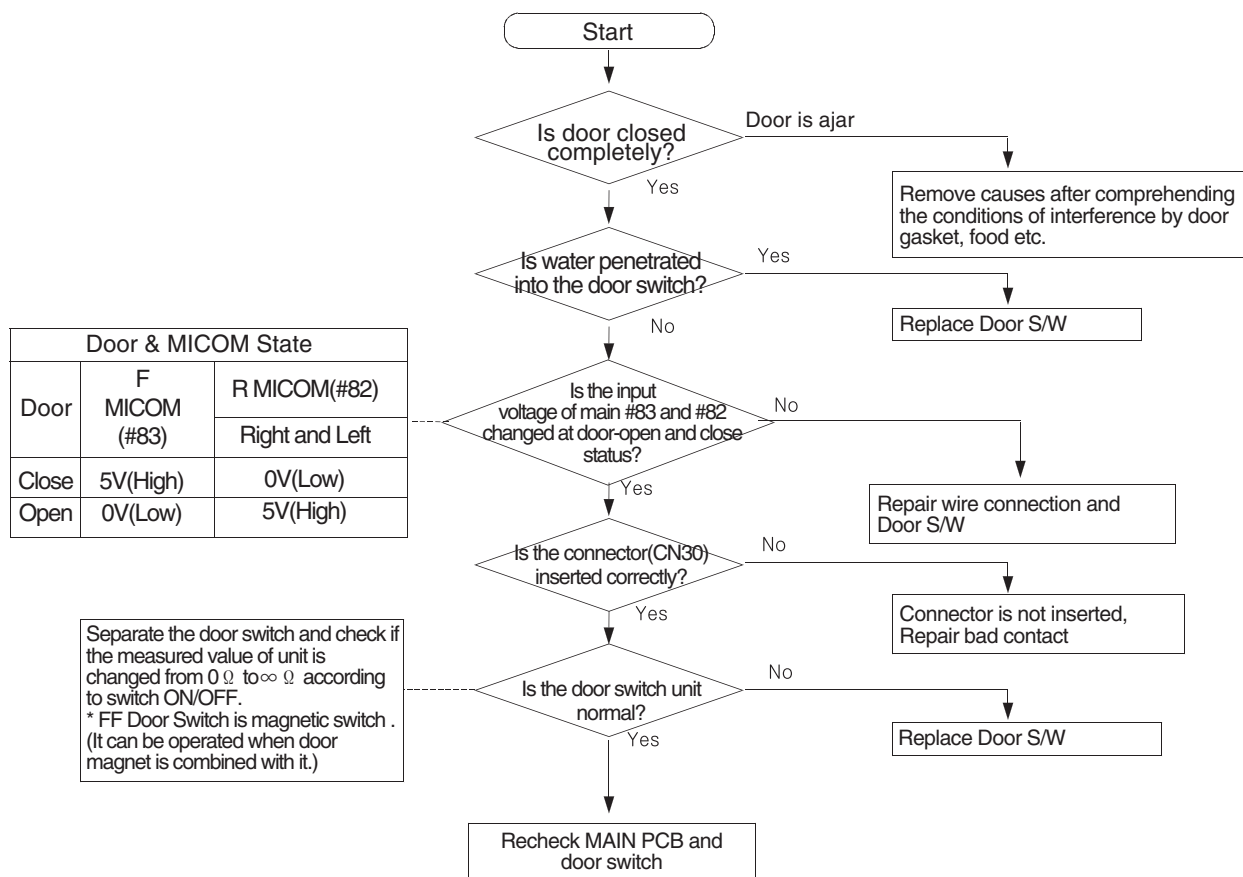 Start
Is door closed
completely?
Door is ajar
Yes
Remove causes after comprehending
the conditions of interference by door
gasket, food etc.
Is water penetrated
into the door switch?
Yes
No
Replace Door S/W
Door & MICOM State
Door
F
MICOM
(#83)
R MICOM(#82)
Right and Left
Close
5V(High)
0V(Low)
Open
0V(Low)
5V(High)
Is the input
voltage of main #83 and #82
changed at door-open and close
status?
No
Yes
Repair wire connection and
Door S/W
Is the connector(CN30)
inserted correctly?
No
Yes
Connector is not inserted,
Repair bad contact
Separate the door switch and check if
the measured value of unit is
changed from 0 Ω to ∞ Ω according
to switch ON/OFF.
* FF Door Switch is magnetic switch .
(It can be operated when door
magnet is combined with it.)
Is the door switch unit
normal?
No
Yes
Replace Door S/W
Recheck MAIN PCB and
door switch